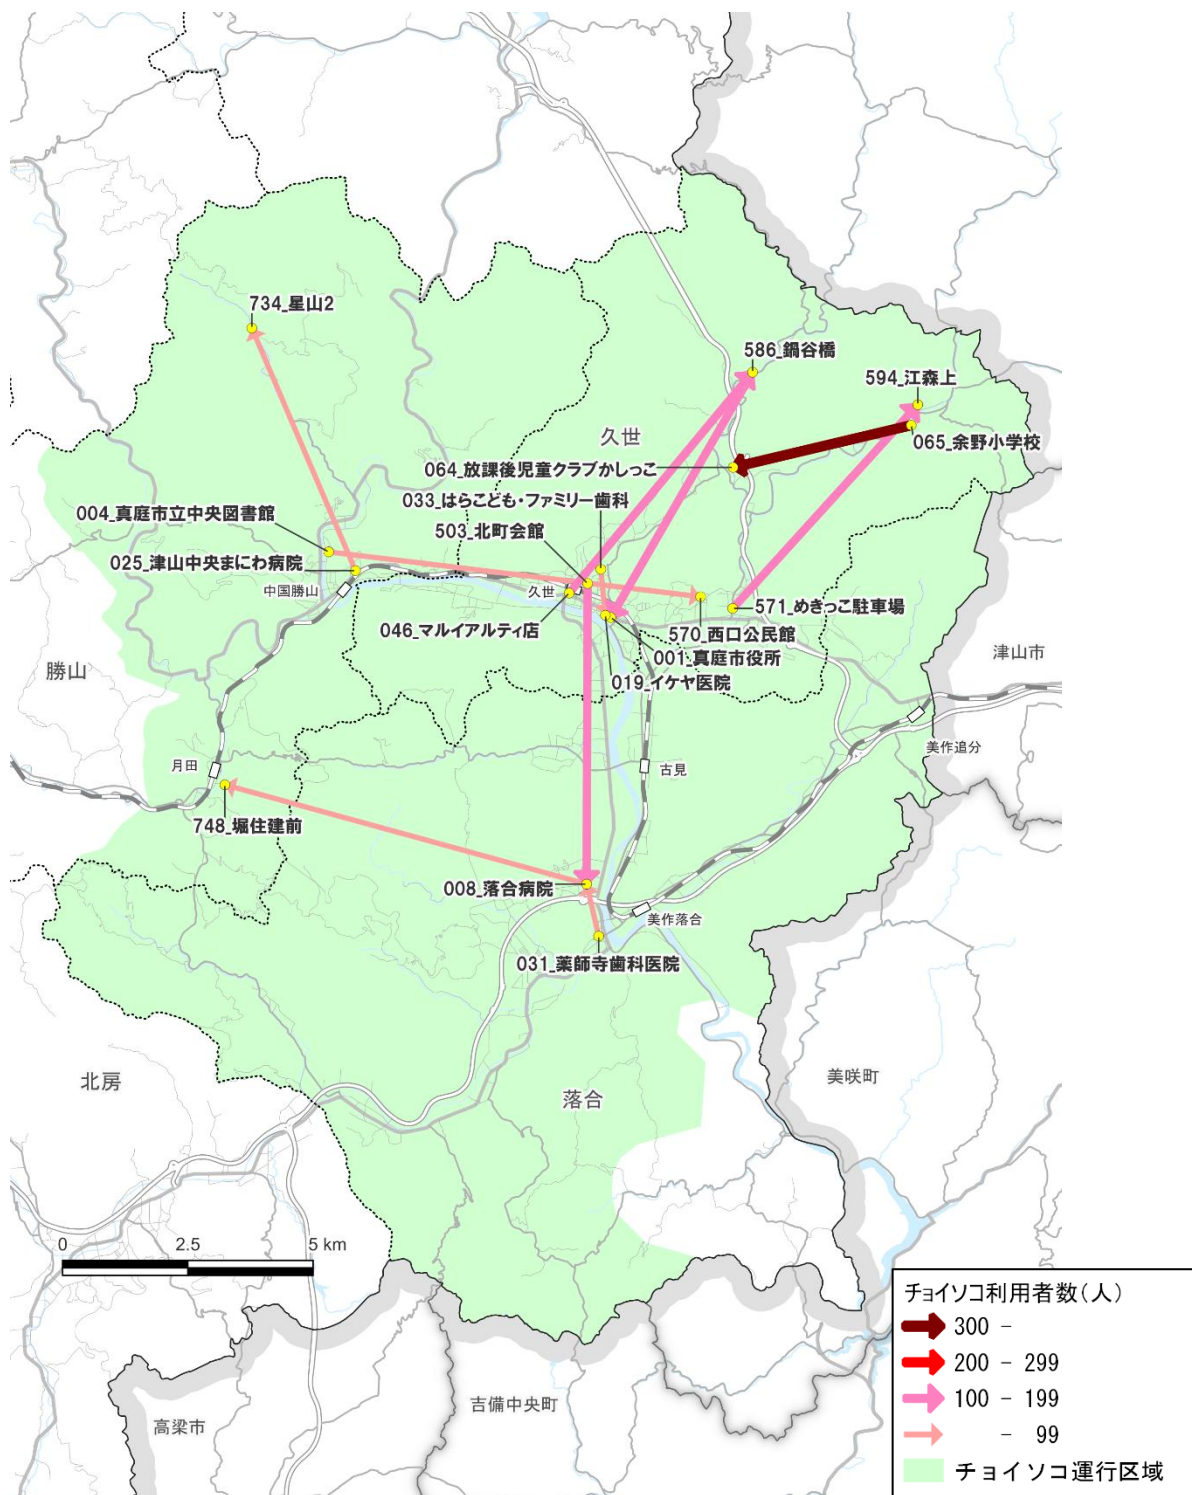 734_星山2
586_鍋谷橋
594_江森上
久世
065_余野小学校
064_放課後児童クラブかしっこ
033_はらこども・ファミリー歯科
004_真庭市立中央図書館
503_北町会館
025_津山中央まにわ病院
中国勝山
久世
571_めきっこ駐車場
046_マルイアルティ店
570_西口公民館
001_真庭市役所
津山市
勝山
019_イケヤ医院
美作追分
月田
古見
748_堀住建前
008_落合病院
美作落合
031_薬師寺歯科医院
北房
美咲町
落合
0 2.5 5 km
チョイソコ利用者数(人)
300 -
200 - 299
100 - 199
- 99
チョイソコ運行区域
吉備中央町
高梁市